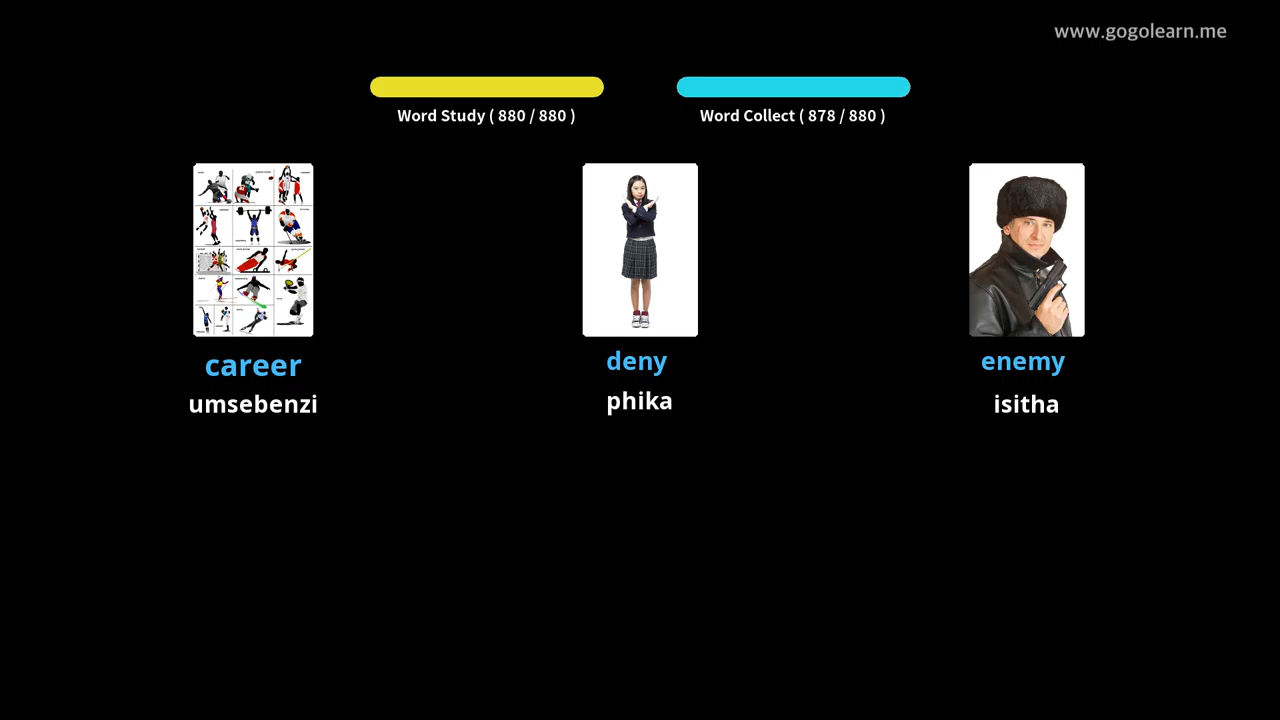 www.gogolearn.me
Word Study ( 880 / 880 )
Word Collect ( 878 / 880 )
career
umsebenzi
deny
phika
enemy
isitha